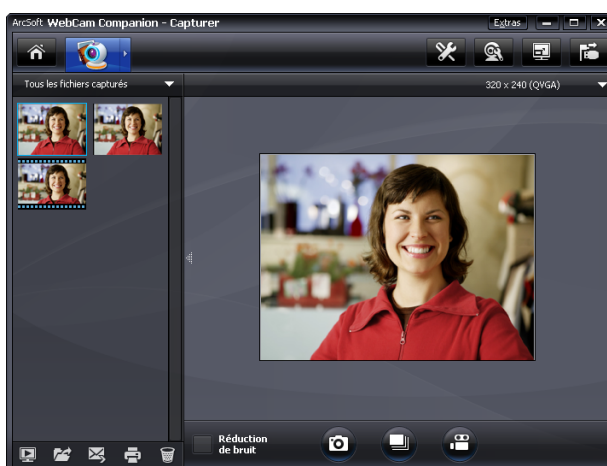 ArcSoft WebCam Companion - Capturer
Extras
Tous les fichiers capturés
320 x 240 (QVGA)
Réduction
de bruit